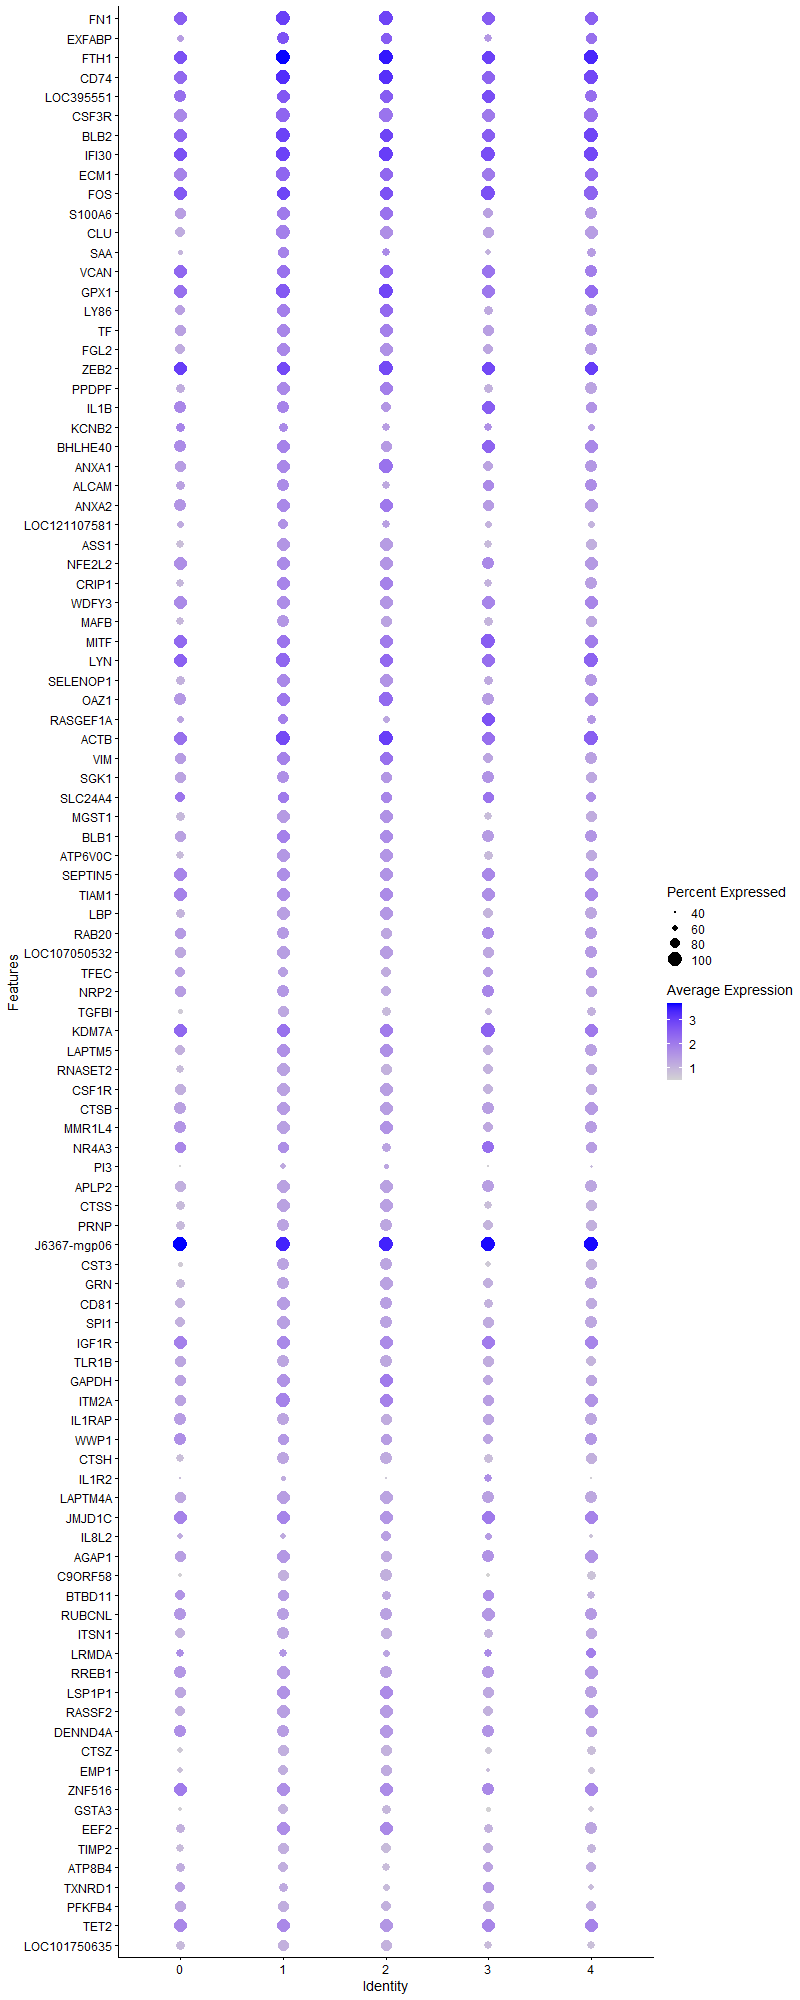 FN1
EXFABP
FTH1
CD74
LOC395551
CSF3R
BLB2
IFI30
ECM1
FOS
S100A6
CLU
SAA
VCAN
GPX1
LY86
TF
FGL2
ZEB2
PPDPF
IL1B
KCNB2
BHLHE40
ANXA1
ALCAM
ANXA2
LOC121107581
ASS1
NFE2L2
CRIP1
WDFY3
MAFB
MITF
LYN
SELENOP1
OAZ1
RASGEF1A
ACTB
VIM
SGK1
SLC24A4
MGST1
BLB1
ATP6V0C
SEPTIN5
TIAM1
LBP
RAB20
LOC107050532
TFEC
NRP2
TGFBI
KDM7A
LAPTM5
RNASET2
CSF1R
CTSB
MMR1L4
NR4A3
PI3
APLP2
CTSS
PRNP
J6367-mgp06
CST3
GRN
CD81
SPI1
IGF1R
TLR1B
GAPDH
ITM2A
IL1RAP
WWP1
CTSH
IL1R2
LAPTM4A
JMJD1C
IL8L2
AGAP1
C9ORF58
BTBD11
RUBCNL
ITSN1
LRMDA
RREB1
LSP1P1
RASSF2
DENND4A
CTSZ
EMP1
ZNF516
GSTA3
EEF2
TIMP2
ATP8B4
TXNRD1
PFKFB4
TET2
LOC101750635
Features
0 1 2 3 4
Identity
Percent Expressed
40
60
80
100
Average Expression
3
2
1